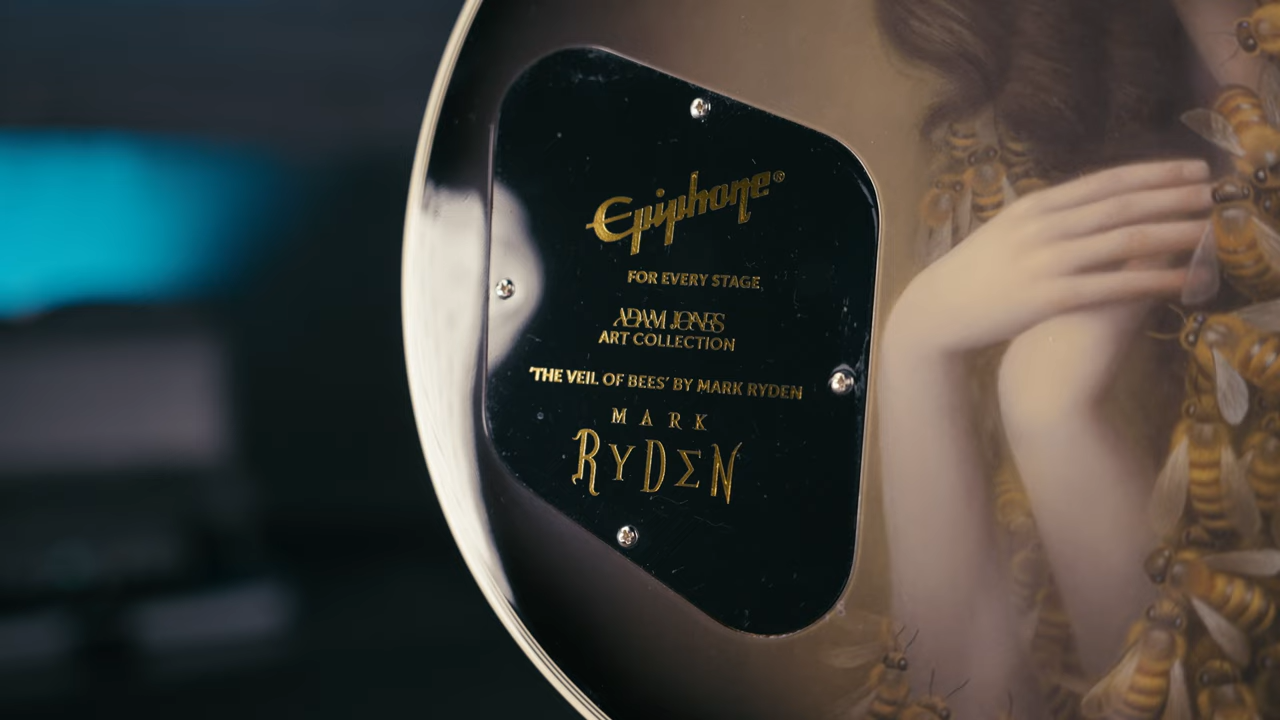 Epiphone®
FOR EVERY STAGE
ADAM JONES
ART COLLECTION
'THE VEIL OF BEES' BY MARK RYDEN
MARK
RYDEN